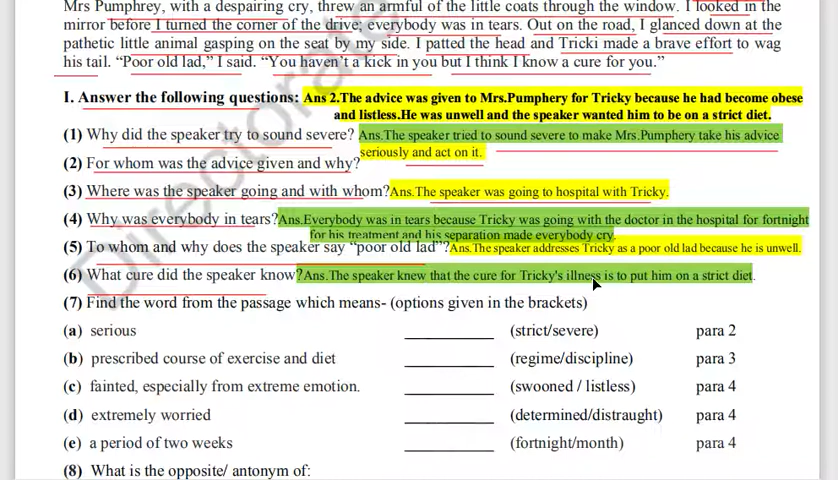 Mrs Pumphrey, with a despairing cry, threw an armful of the little coats through the window. I looked in the
mirror before I turned the corner of the drive; everybody was in tears. Out on the road, I glanced down at the
pathetic little animal gasping on the seat by my side. I patted the head and Tricki made a brave effort to wag
his tail. “Poor old lad,” I said. “You haven’t a kick in you but I think I know a cure for you.”
I. Answer the following questions: Ans 2.The advice was given to Mrs.Pumphery for Tricky because he had become obese
and listless.He was unwell and the speaker wanted him to be on a strict diet.
(1) Why did the speaker try to sound severe? Ans.The speaker tried to sound severe to make Mrs.Pumphery take his advice
seriously and act on it.
(2) For whom was the advice given and why?
(3) Where was the speaker going and with whom?Ans.The speaker was going to hospital with Tricky.
(4) Why was everybody in tears?Ans.Everybody was in tears because Tricky was going with the doctor in the hospital for fortnight
for his treatment and his separation made everybody cry.
(5) To whom and why does the speaker say “poor old lad”?Ans.The speaker addresses Tricky as a poor old lad because he is unwell.
(6) What cure did the speaker know?Ans.The speaker knew that the cure for Tricky's illness is to put him on a strict diet.
(7) Find the word from the passage which means- (options given in the brackets)
(a) serious __________ (strict/severe) para 2
(b) prescribed course of exercise and diet __________ (regime/discipline) para 3
(c) fainted, especially from extreme emotion. __________ (swooned / listless) para 4
(d) extremely worried __________ (determined/distraught) para 4
(e) a period of two weeks __________ (fortnight/month) para 4
(8) What is the opposite/ antonym of:
Directorate